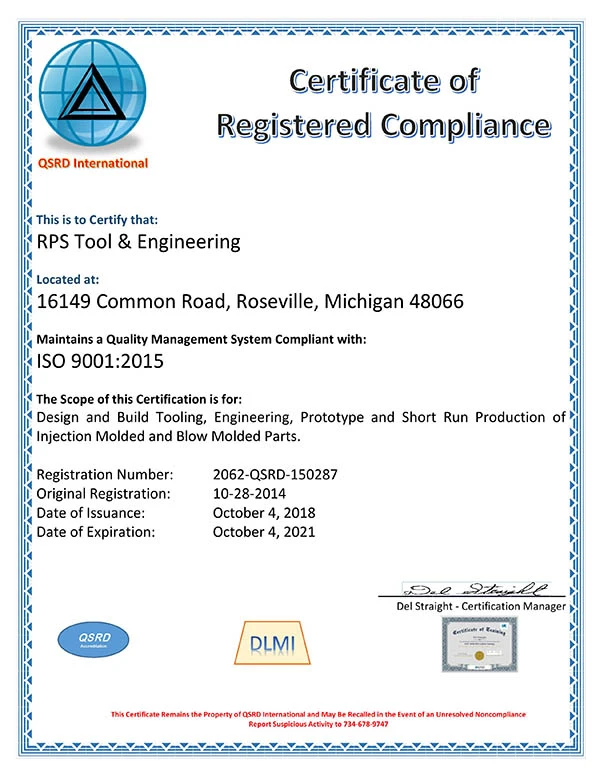 Certificate of
Registered Compliance
QSRD International
This is to Certify that:
RPS Tool & Engineering
Located at:
16149 Common Road, Roseville, Michigan 48066
Maintains a Quality Management System Compliant with:
ISO 9001:2015
The Scope of this Certification is for:
Design and Build Tooling, Engineering, Prototype and Short Run Production of
Injection Molded and Blow Molded Parts.
Registration Number: 2062-QSRD-150287
Original Registration: 10-28-2014
Date of Issuance: October 4, 2018
Date of Expiration: October 4, 2021
Del Straight
Del Straight - Certification Manager
QSRD
Accreditation
DLMI
Certificate of Training
This Certificate Remains the Property of QSRD International and May Be Recalled in the Event of an Unresolved Noncompliance
Report Suspicious Activity to 734-678-9747